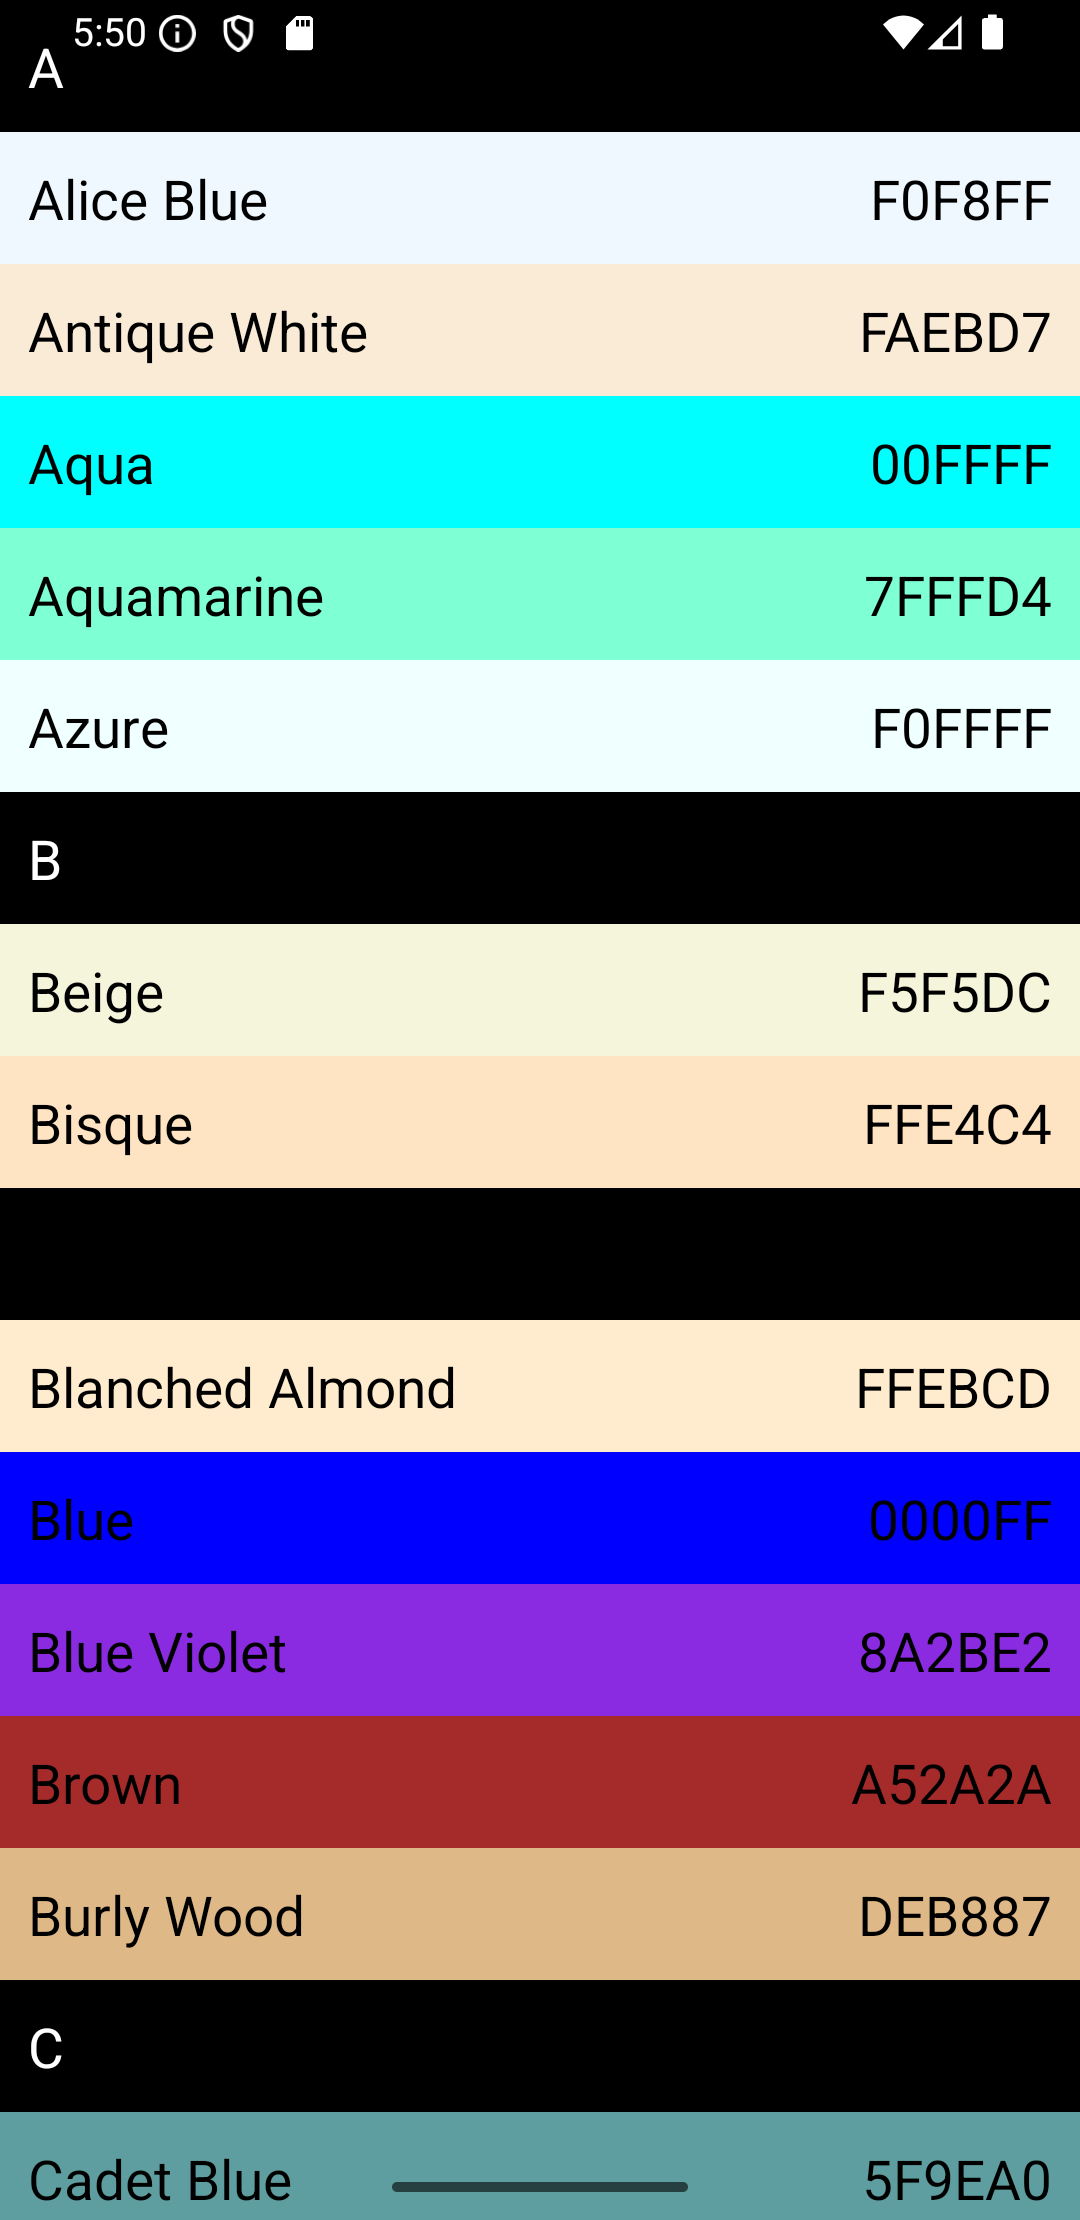 5:50
A
Alice Blue F0F8FF
Antique White FAEBD7
Aqua 00FFFF
Aquamarine 7FFFD4
Azure F0FFFF
B
Beige F5F5DC
Bisque FFE4C4
Blanched Almond FFEBCD
Blue 0000FF
Blue Violet 8A2BE2
Brown A52A2A
Burly Wood DEB887
C
Cadet Blue 5F9EA0